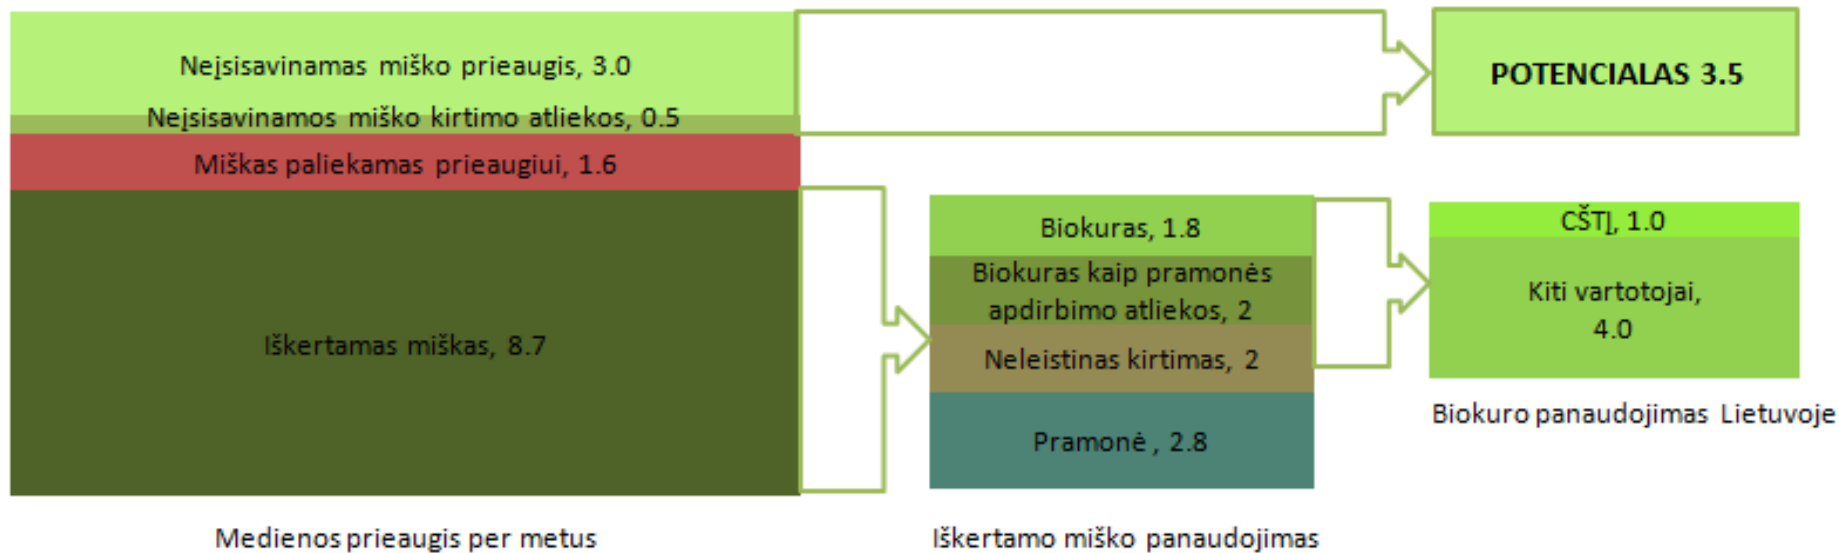 Neįsisavinamas miško prieaugis, 3.0
Neįsisavinamos miško kirtimo atliekos, 0.5
Miškas paliekamas prieaugiui, 1.6
Iškertamas miškas, 8.7
Medienos prieaugis per metus
Biokuras, 1.8
Biokuras kaip pramonės
apdirbimo atliekos, 2
Neleistinas kirtimas, 2
Pramonė , 2.8
Iškertamo miško panaudojimas
POTENCIALAS 3.5
CŠTĮ, 1.0
Kiti vartotojai,
4.0
Biokuro panaudojimas Lietuvoje